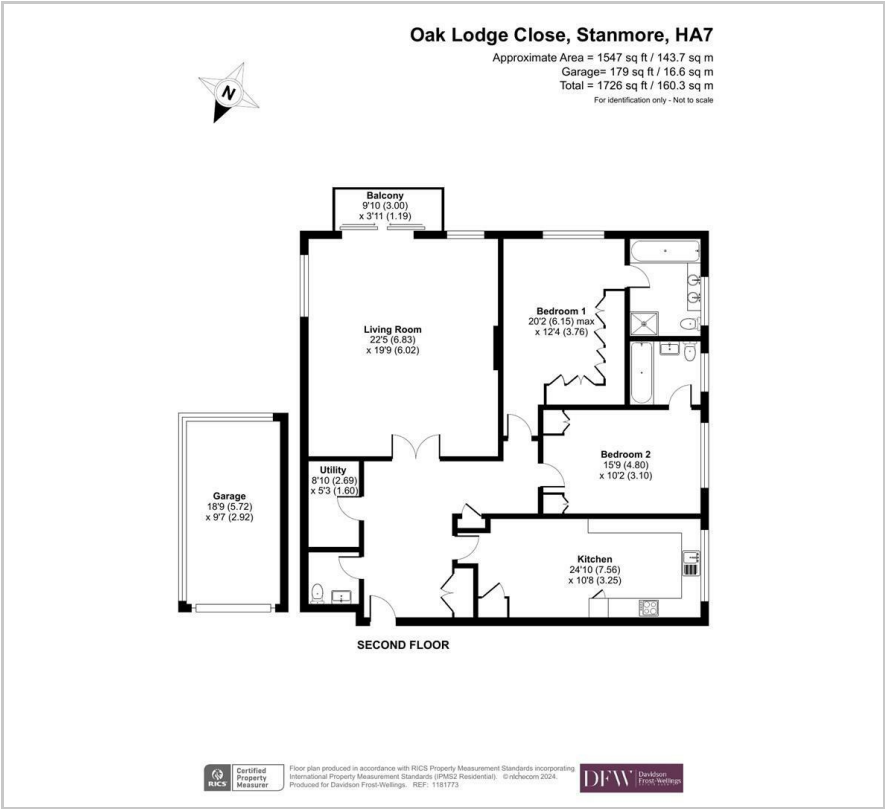 Oak Lodge Close, Stanmore, HA7
Approximate Area = 1547 sq ft / 143.7 sq m
Garage= 179 sq ft / 16.6 sq m
Total = 1726 sq ft / 160.3 sq m
For identification only - Not to scale
N
Balcony
9'10 (3.00)
x 3'11 (1.19)
Living Room
22'5 (6.83)
x 19'9 (6.02)
Bedroom 1
20'2 (6.15) max
x 12'4 (3.76)
Bedroom 2
15'9 (4.80)
x 10'2 (3.10)
Utility
8'10 (2.69)
x 5'3 (1.60)
Garage
18'9 (5.72)
x 9'7 (2.92)
Kitchen
24'10 (7.56)
x 10'8 (3.25)
SECOND FLOOR
RICS
Certified
Property
Measurer
Floor plan produced in accordance with RICS Property Measurement Standards incorporating
International Property Measurement Standards (IPMS2 Residential). © nichecom 2024.
Produced for Davidson Frost-Wellings. REF: 1181773
DFW
Davidson
Frost-Wellings